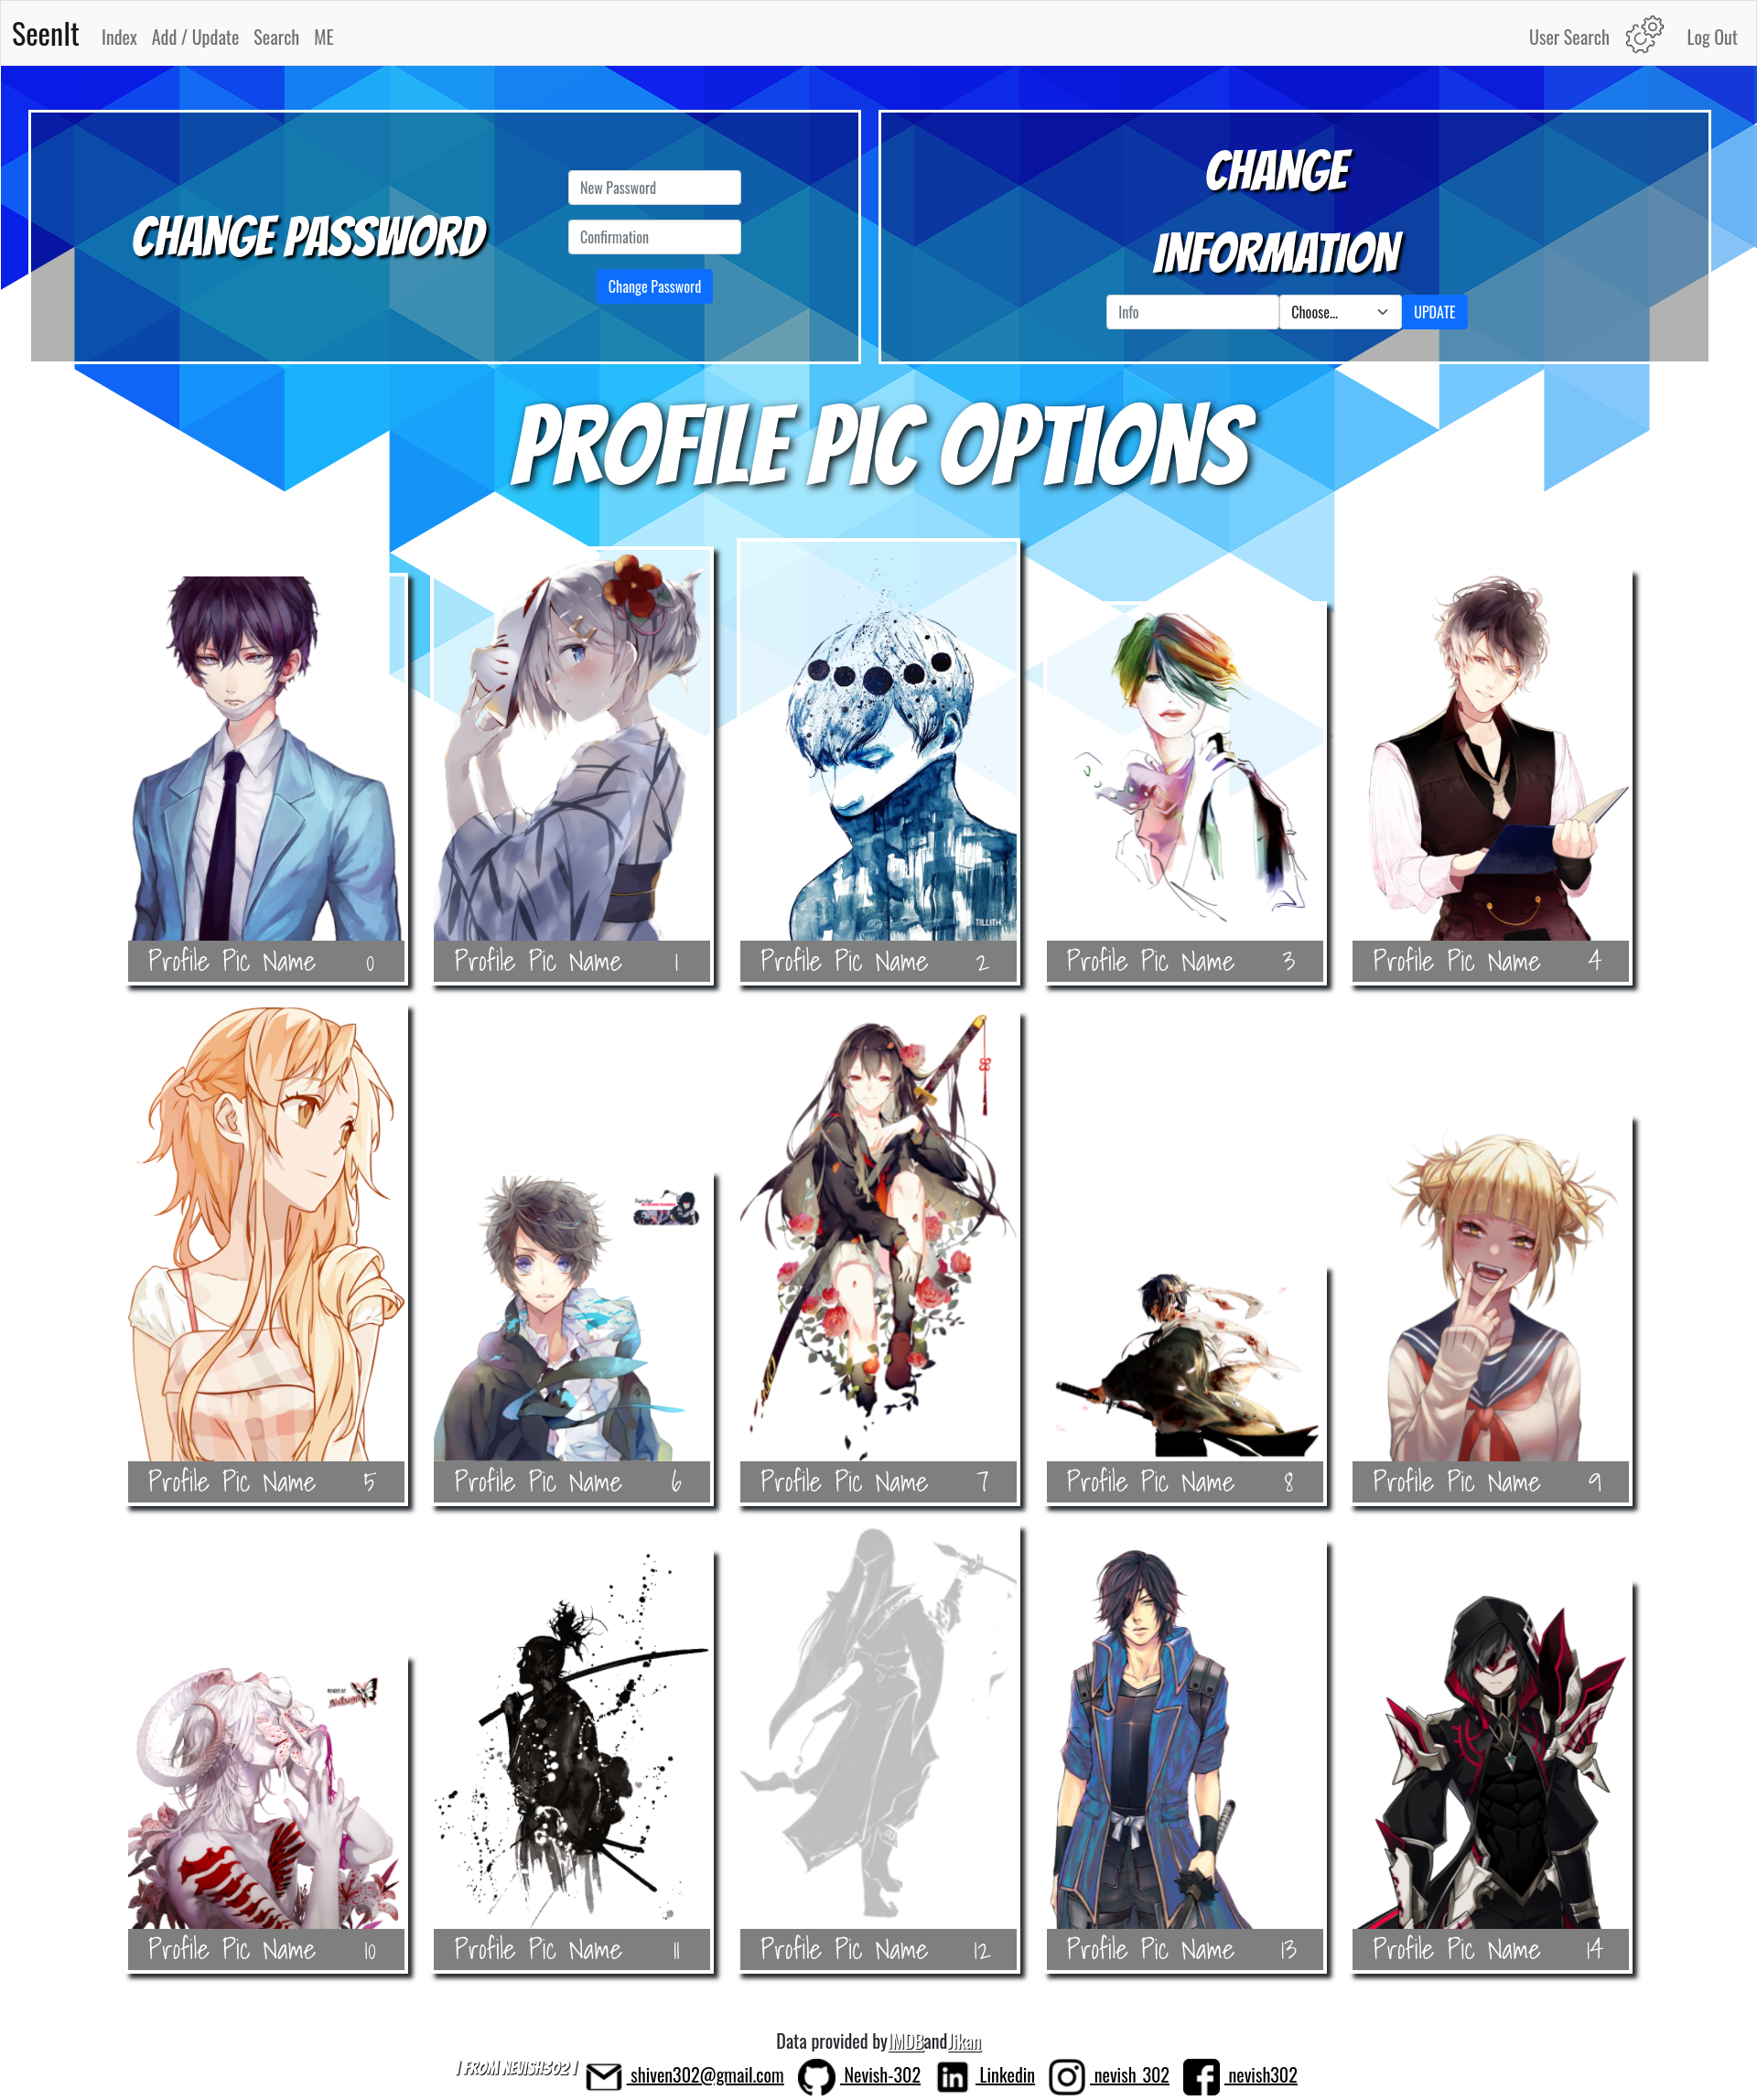 SeenIt Index Add / Update Search ME User Search Log Out
CHANGE PASSWORD
New Password
Confirmation
Change Password
CHANGE
INFORMATION
Info Choose... UPDATE
PROFILE PIC OPTIONS
TILLITH
Profile Pic Name 0
Profile Pic Name 1
Profile Pic Name 2
Profile Pic Name 3
Profile Pic Name 4
Render
Profile Pic Name 5
Profile Pic Name 6
Profile Pic Name 7
Profile Pic Name 8
Profile Pic Name 9
RENDER BY
Profile Pic Name 10
Profile Pic Name 11
Profile Pic Name 12
Profile Pic Name 13
Profile Pic Name 14
Data provided by IMDB and Jikan
| FROM NEVISH302 | shiven302@gmail.com Nevish-302 Linkedin nevish_302 nevish302